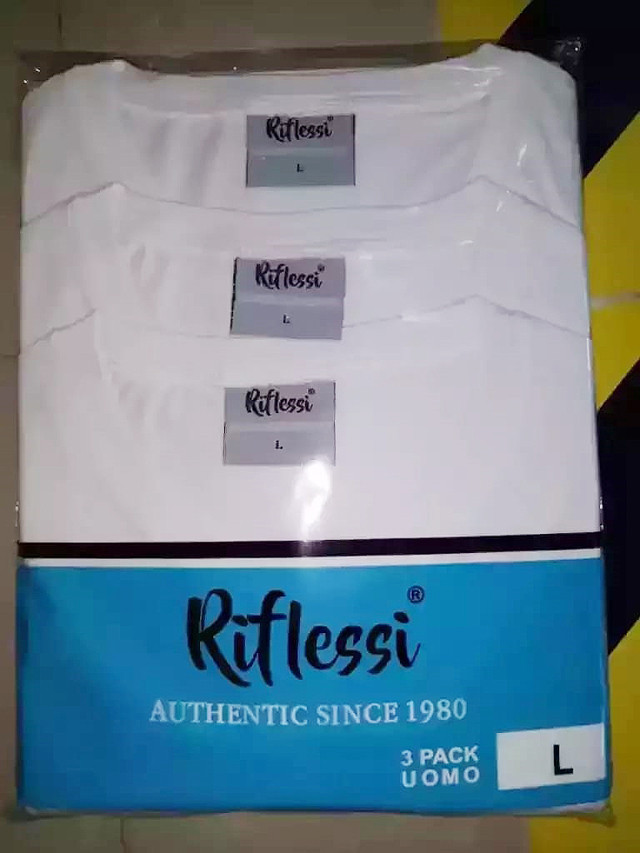 Riflessi®
L
Riflessi®
L
Riflessi®
L
Riflessi®
AUTHENTIC SINCE 1980
3 PACK
UOMO
L